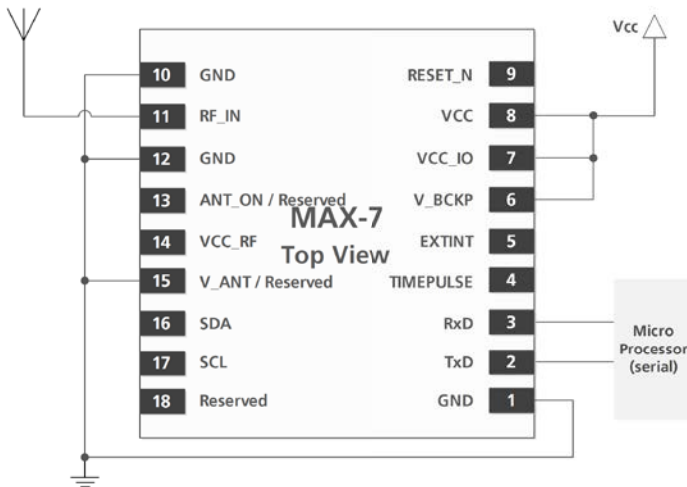 Vcc
10 GND RESET_N 9
11 RF_IN VCC 8
12 GND VCC_IO 7
13 ANT_ON / Reserved V_BCKP 6
MAX-7
14 VCC_RF EXTINT 5
Top View
15 V_ANT / Reserved TIMEPULSE 4
16 SDA RxD 3
17 SCL TxD 2
18 Reserved GND 1
Micro
Processor
(serial)